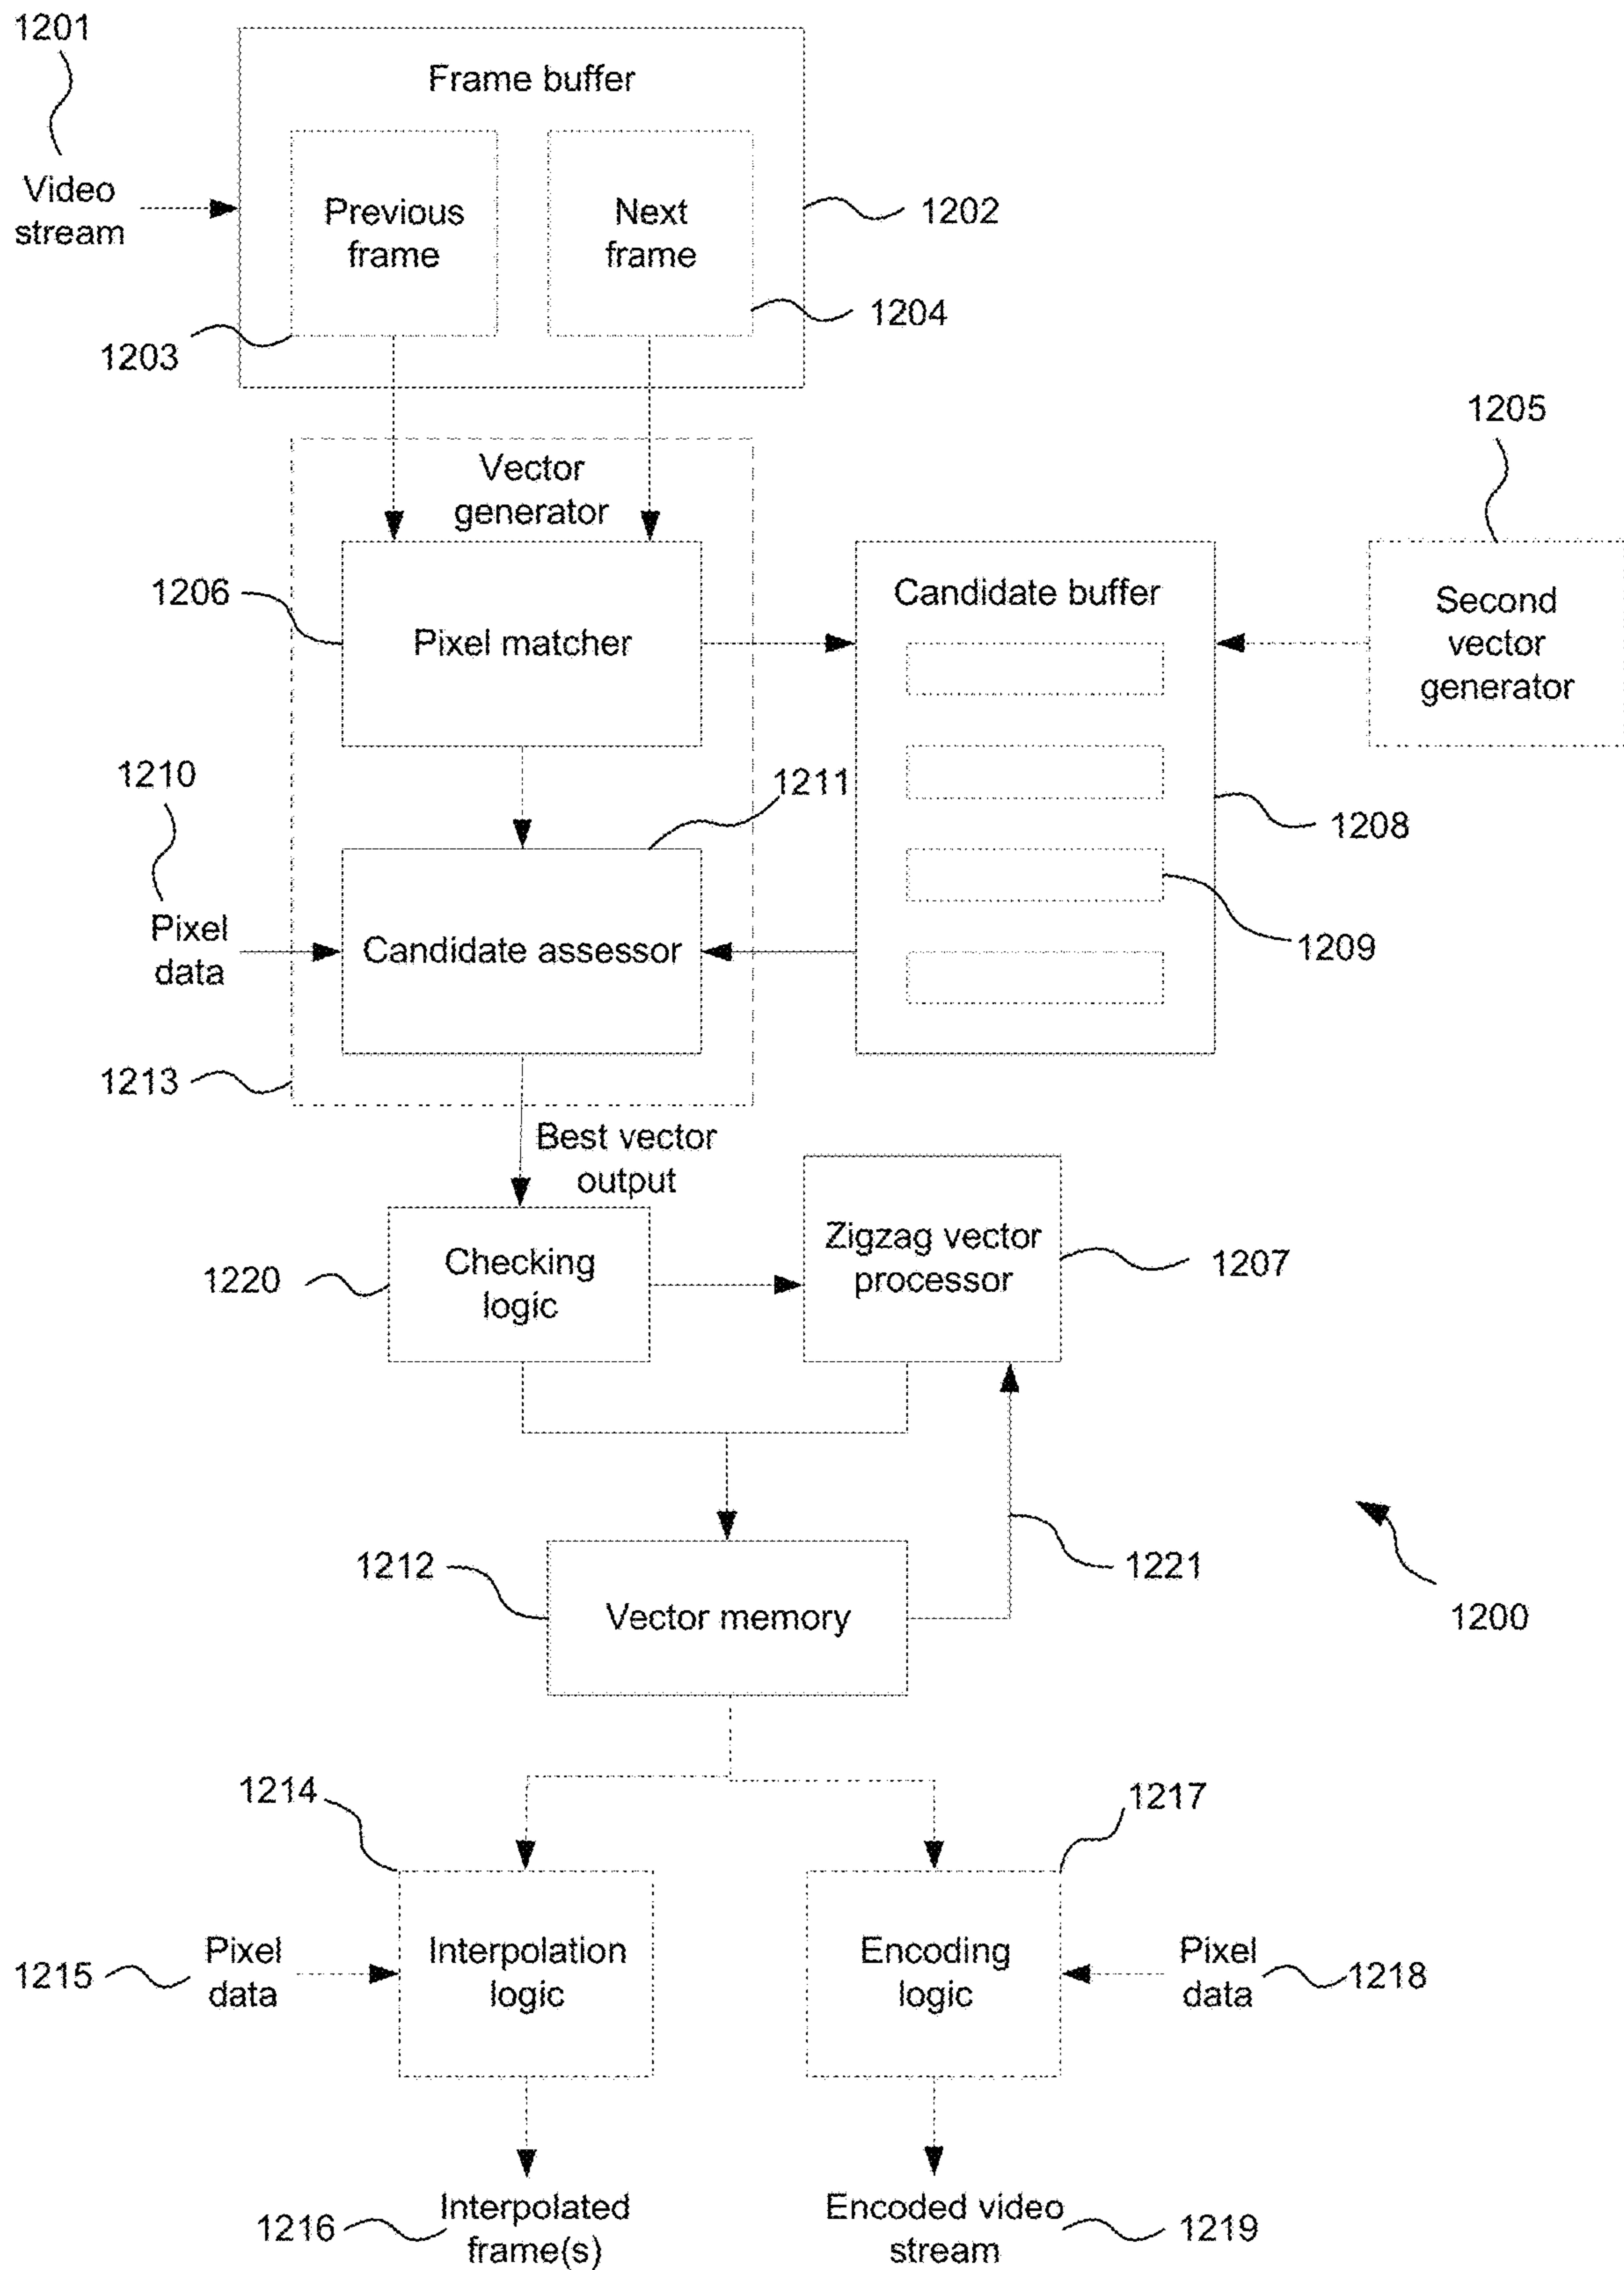 1201
Frame buffer
Video
stream
Previous
frame
Next
frame
1202
1204
1203
1205
Vector
generator
1206
Pixel matcher
Candidate buffer
Second
vector
generator
1210
1211
1208
Pixel
data
Candidate assessor
1209
1213
Best vector
output
1220
Checking
logic
Zigzag vector
processor
1207
1212
Vector memory
1221
1200
1214
1217
1215
Pixel
data
Interpolation
logic
Encoding
logic
Pixel
data
1218
1216
Interpolated
frame(s)
Encoded video
stream
1219